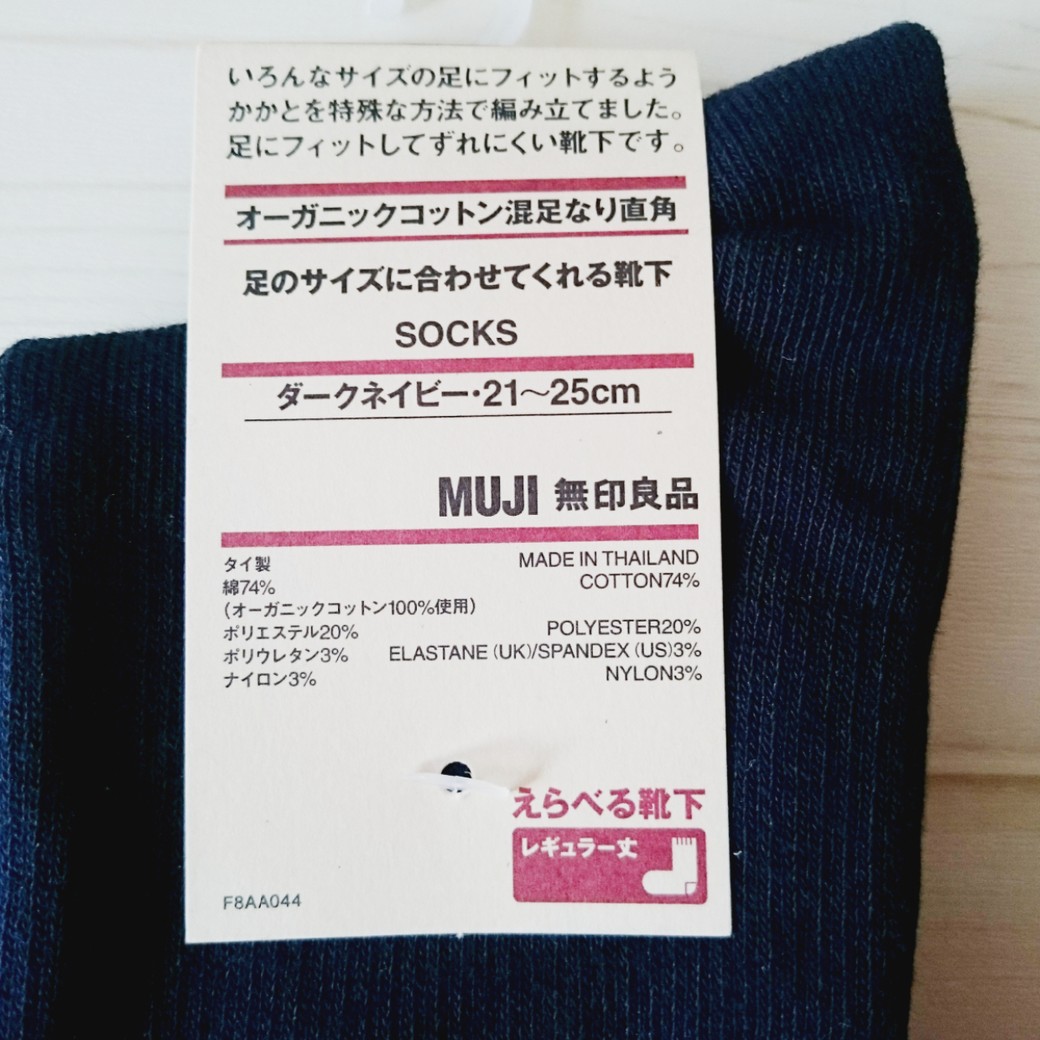 いろんなサイズの足にフィットするよう
かかとを特殊な方法で編み立てました。
足にフィットしてずれにくい靴下です。
オーガニックコットン混足なり直角
足のサイズに合わせてくれる靴下
SOCKS
ダークネイビー・21～25cm
MUJI 無印良品
タイ製
綿74%
(オーガニックコットン100%使用)
ポリエステル20%
ポリウレタン3%
ナイロン3%
MADE IN THAILAND
COTTON74%
POLYESTER20%
ELASTANE (UK)/SPANDEX (US)3%
NYLON3%
えらべる靴下
レギュラー丈
F8AA044